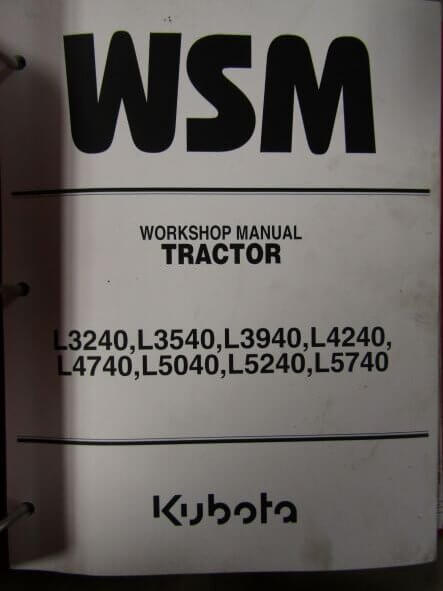 WSM
WORKSHOP MANUAL
TRACTOR
L3240,L3540,L3940,L4240,
L4740,L5040,L5240,L5740
Kubota